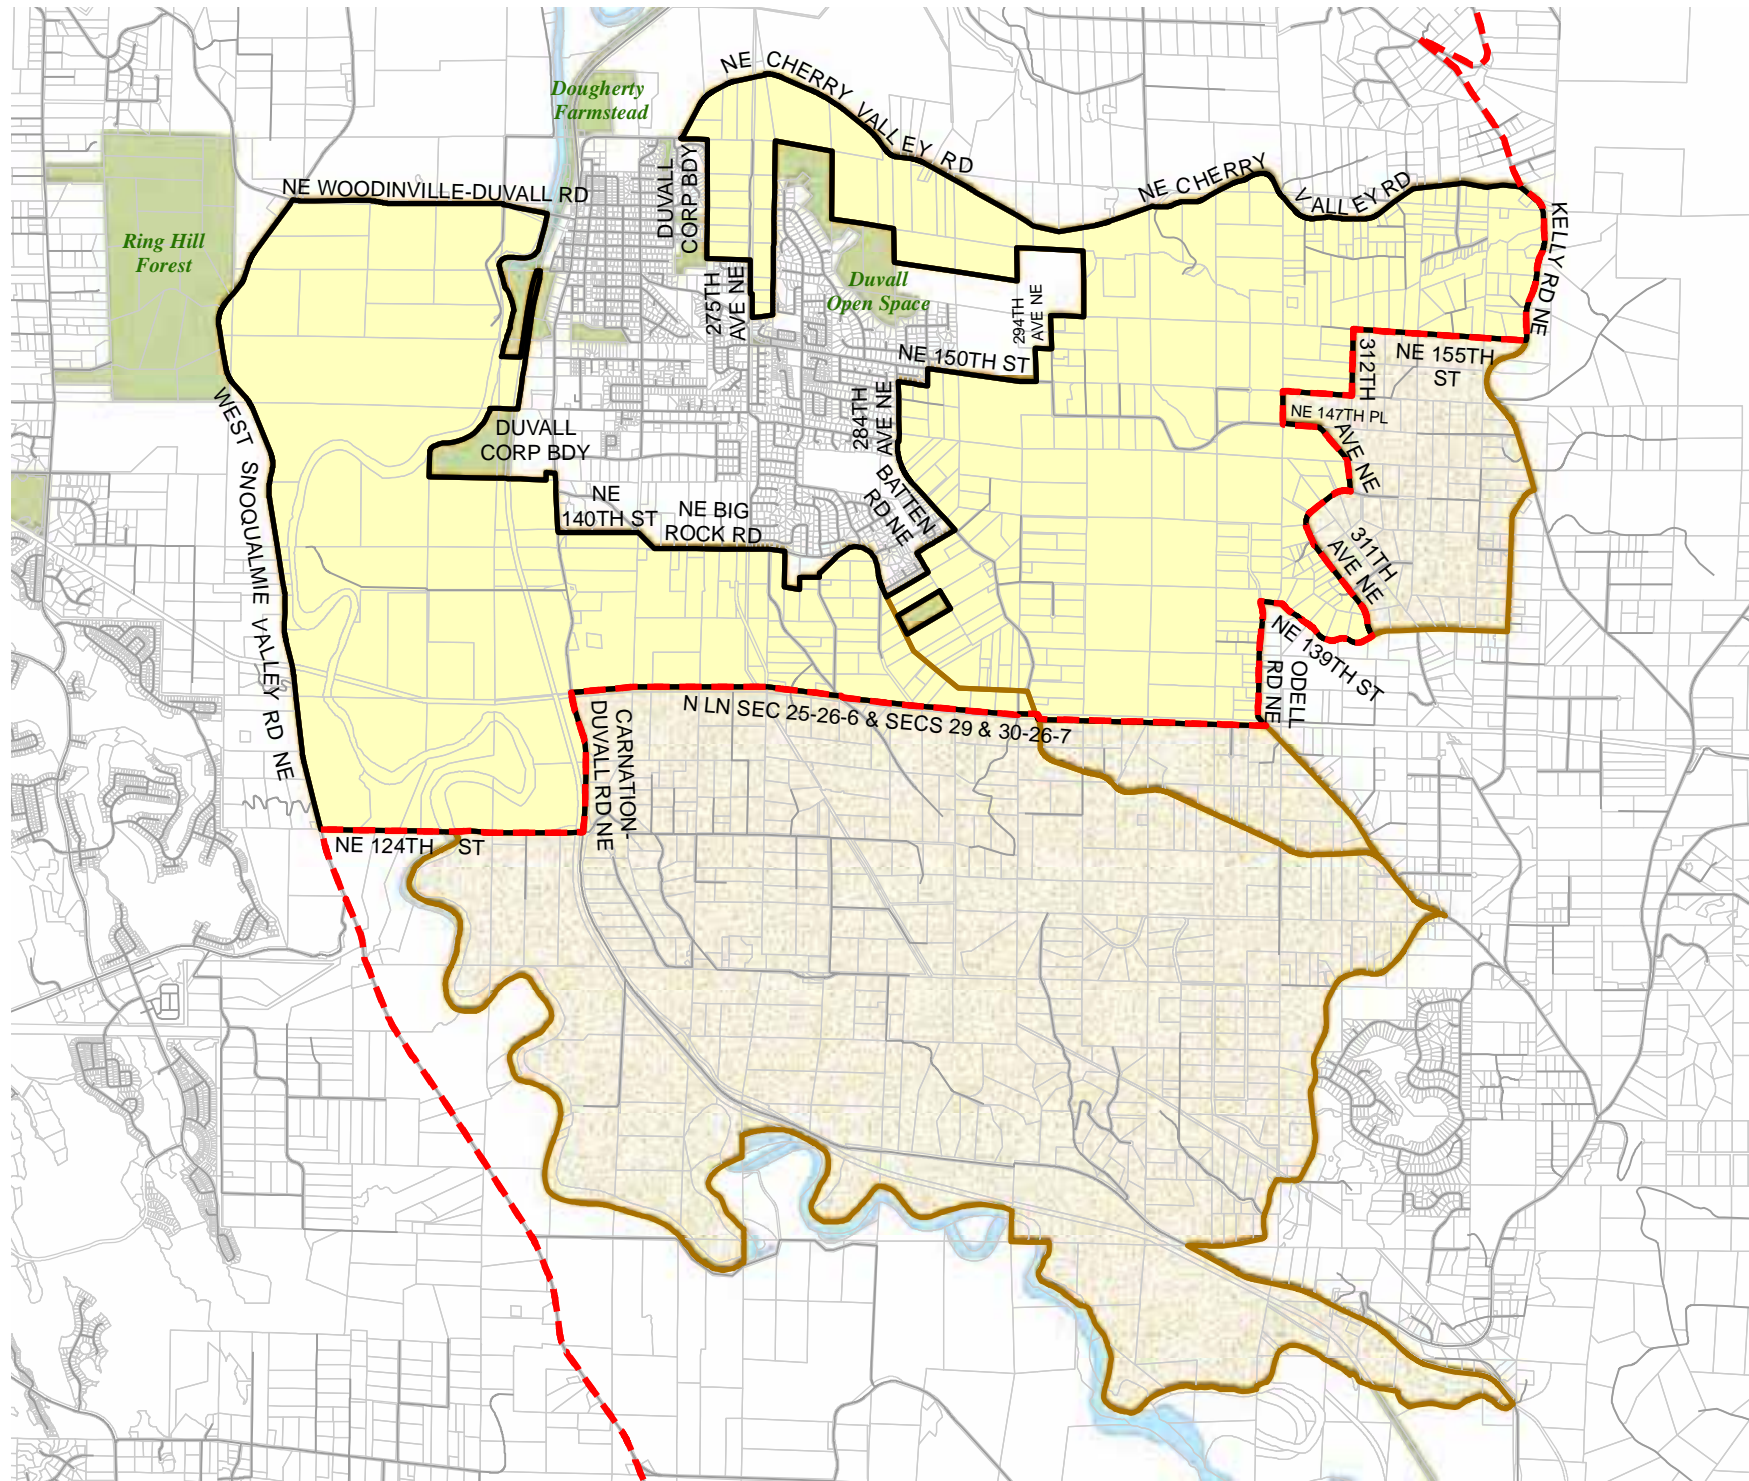 NE CHERRY VALLEY RD
Dougherty
Farmstead
NE WOODINVILLE-DUVALL RD
DUVALL
CORP BDY
NE CHERRY
VALLEY RD
KELLY RD NE
Ring Hill
Forest
275TH
AVE NE
Duvall
Open Space
294TH
AVE NE
NE 150TH ST
NE 155TH
ST
312TH
AVE NE
NE 147TH PL
284TH
AVE NE
WEST SNOQUALMIE VALLEY RD NE
DUVALL
CORP BDY
BATTEN
RD NE
NE
140TH ST
NE BIG
ROCK RD
311TH
AVE NE
NE 139TH ST
ODELL
RD NE
N LN SEC 25-26-6 & SECS 29 & 30-26-7
CARNATION-
DUVALL RD NE
NE 124TH ST